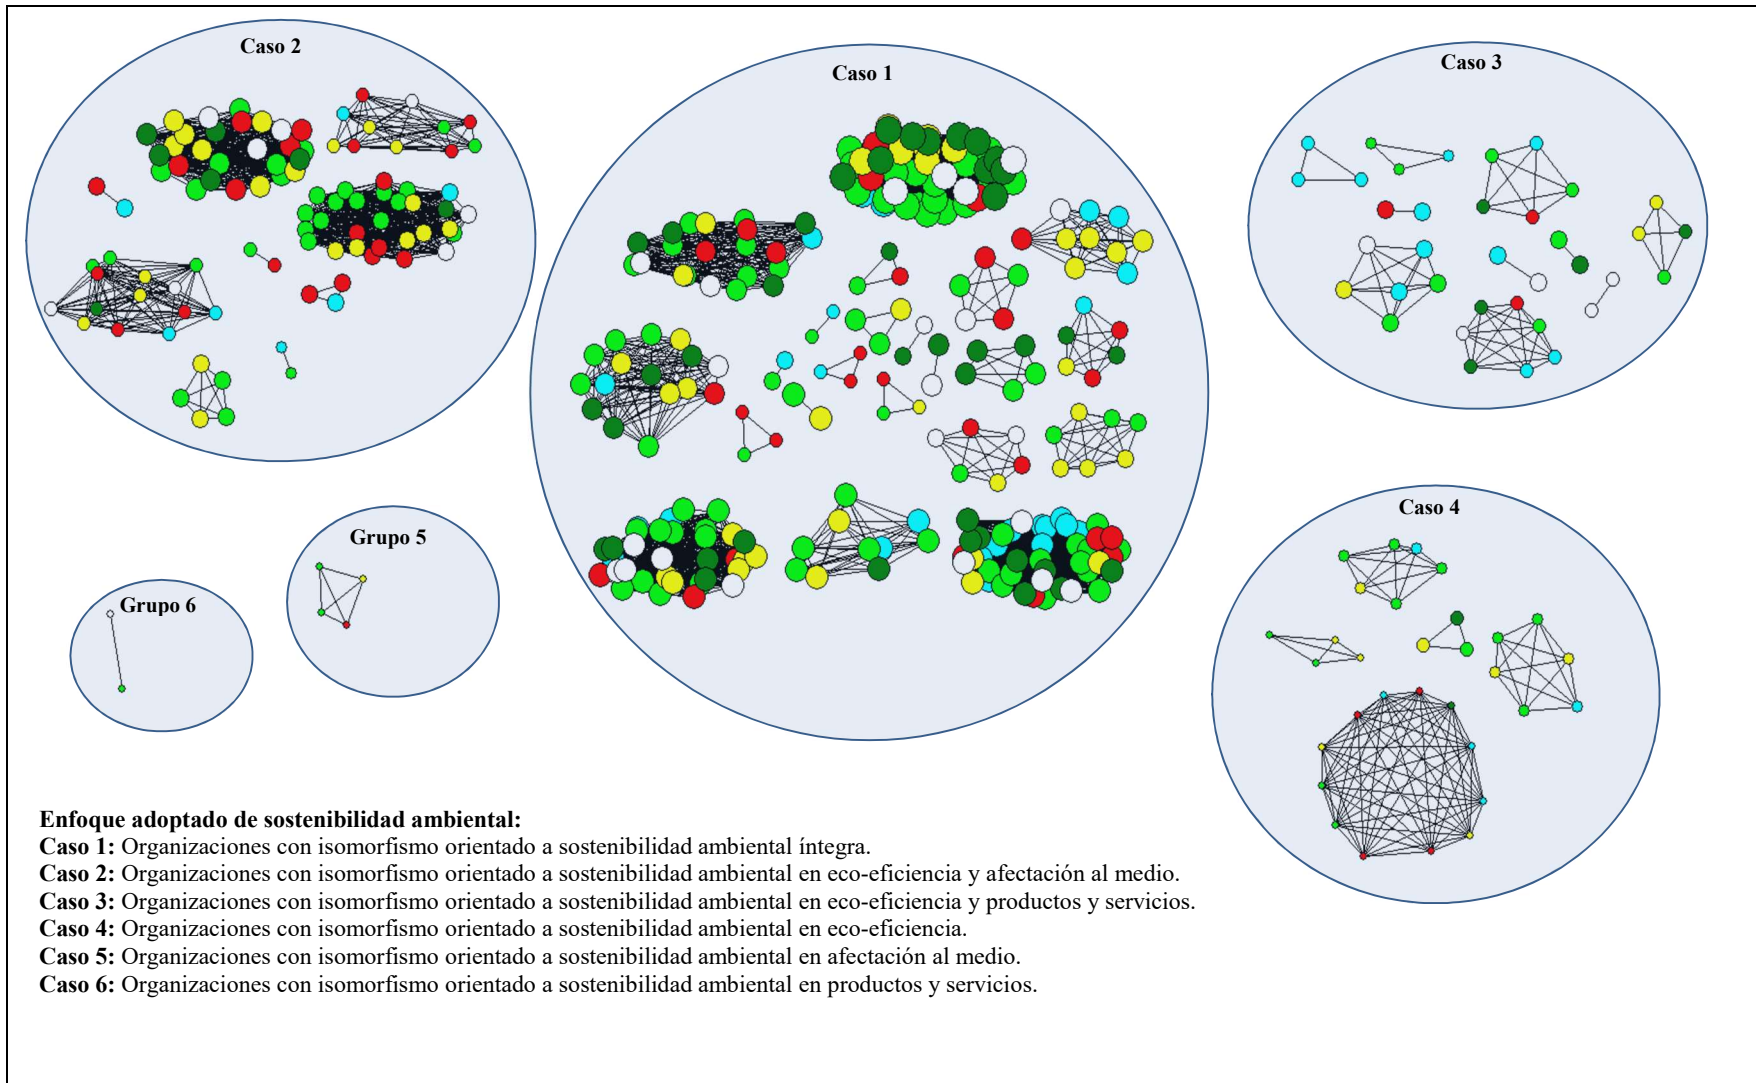 Caso 2
Caso 1
Caso 3
Caso 4
Grupo 5
Grupo 6
Enfoque adoptado de sostenibilidad ambiental:
Caso 1: Organizaciones con isomorfismo orientado a sostenibilidad ambiental íntegra.
Caso 2: Organizaciones con isomorfismo orientado a sostenibilidad ambiental en eco-eficiencia y afectación al medio.
Caso 3: Organizaciones con isomorfismo orientado a sostenibilidad ambiental en eco-eficiencia y productos y servicios.
Caso 4: Organizaciones con isomorfismo orientado a sostenibilidad ambiental en eco-eficiencia.
Caso 5: Organizaciones con isomorfismo orientado a sostenibilidad ambiental en afectación al medio.
Caso 6: Organizaciones con isomorfismo orientado a sostenibilidad ambiental en productos y servicios.